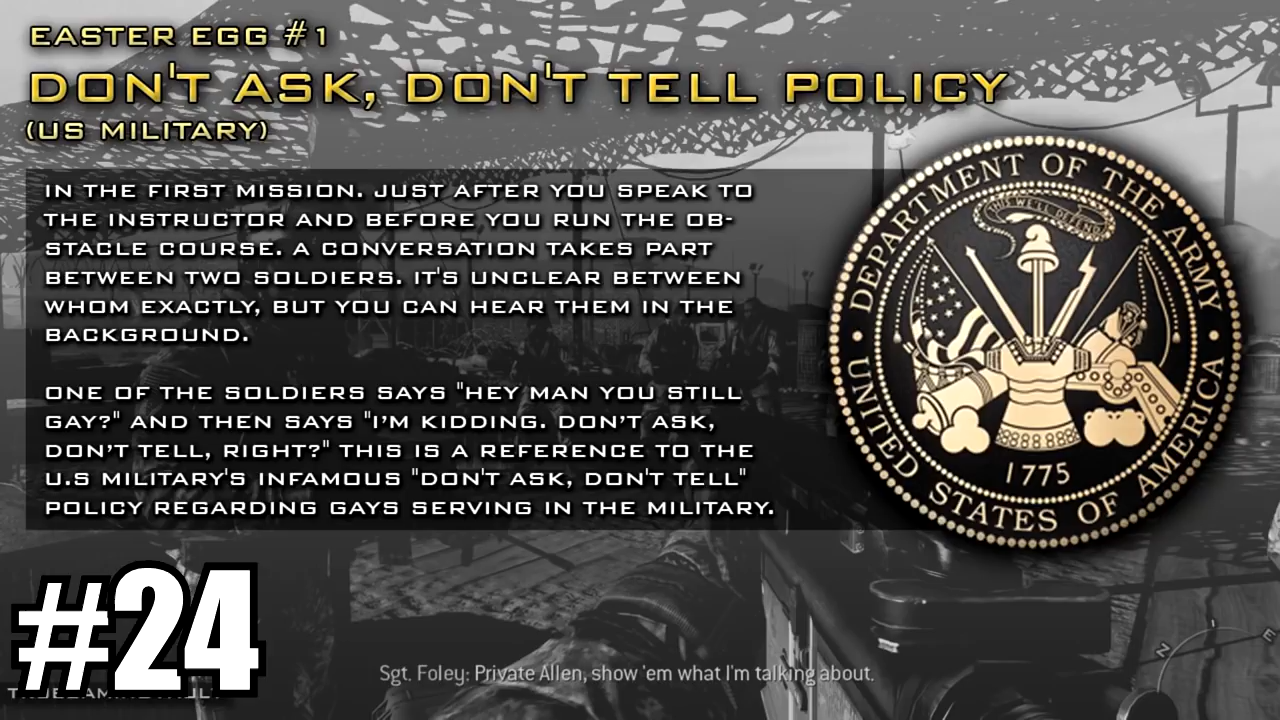 EASTER EGG #1
DON'T ASK, DON'T TELL POLICY
(US MILITARY)
IN THE FIRST MISSION. JUST AFTER YOU SPEAK TO
THE INSTRUCTOR AND BEFORE YOU RUN THE OB-
STACLE COURSE. A CONVERSATION TAKES PART
BETWEEN TWO SOLDIERS. IT'S UNCLEAR BETWEEN
WHOM EXACTLY, BUT YOU CAN HEAR THEM IN THE
BACKGROUND.
ONE OF THE SOLDIERS SAYS "HEY MAN YOU STILL
GAY?" AND THEN SAYS "I'M KIDDING. DON'T ASK,
DON'T TELL, RIGHT?" THIS IS A REFERENCE TO THE
U.S MILITARY'S INFAMOUS "DON'T ASK, DON'T TELL"
POLICY REGARDING GAYS SERVING IN THE MILITARY.
DEPARTMENT OF THE ARMY
THIS WE'LL DEFEND
1775
UNITED STATES OF AMERICA
#24
Sgt. Foley: Private Allen, show 'em what I'm talking about.
N
I
E